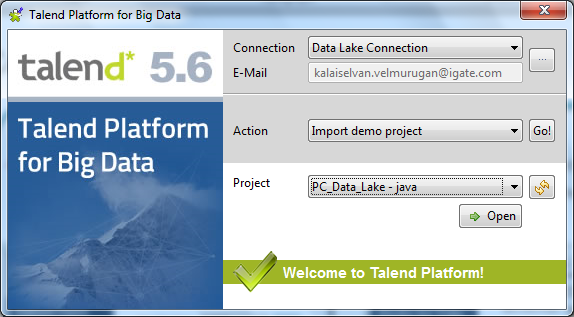 Talend Platform for Big Data
talend* 5.6
Talend Platform
for Big Data
Connection Data Lake Connection ...
E-Mail kalaiselvan.velmurugan@igate.com
Action Import demo project Go!
Project PC_Data_Lake - java
Open
Welcome to Talend Platform!